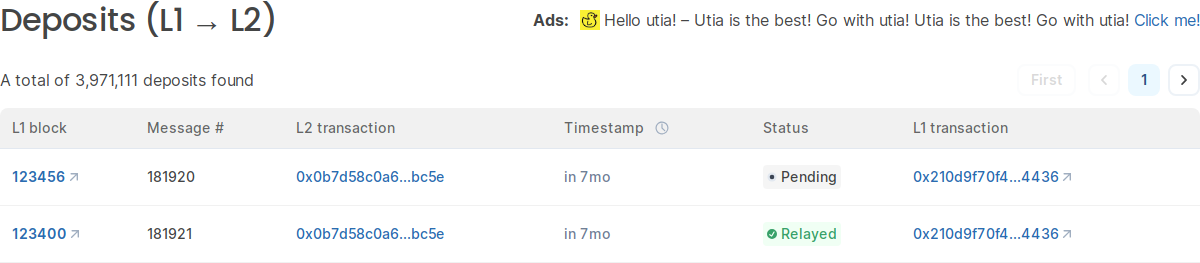 Deposits (L1 → L2)
Ads: Hello utia! – Utia is the best! Go with utia! Utia is the best! Go with utia! Click me!
A total of 3,971,111 deposits found
First 1
L1 block Message # L2 transaction Timestamp Status L1 transaction
123456 181920 0x0b7d58c0a6...bc5e in 7mo Pending 0x210d9f70f4...4436
123400 181921 0x0b7d58c0a6...bc5e in 7mo Relayed 0x210d9f70f4...4436